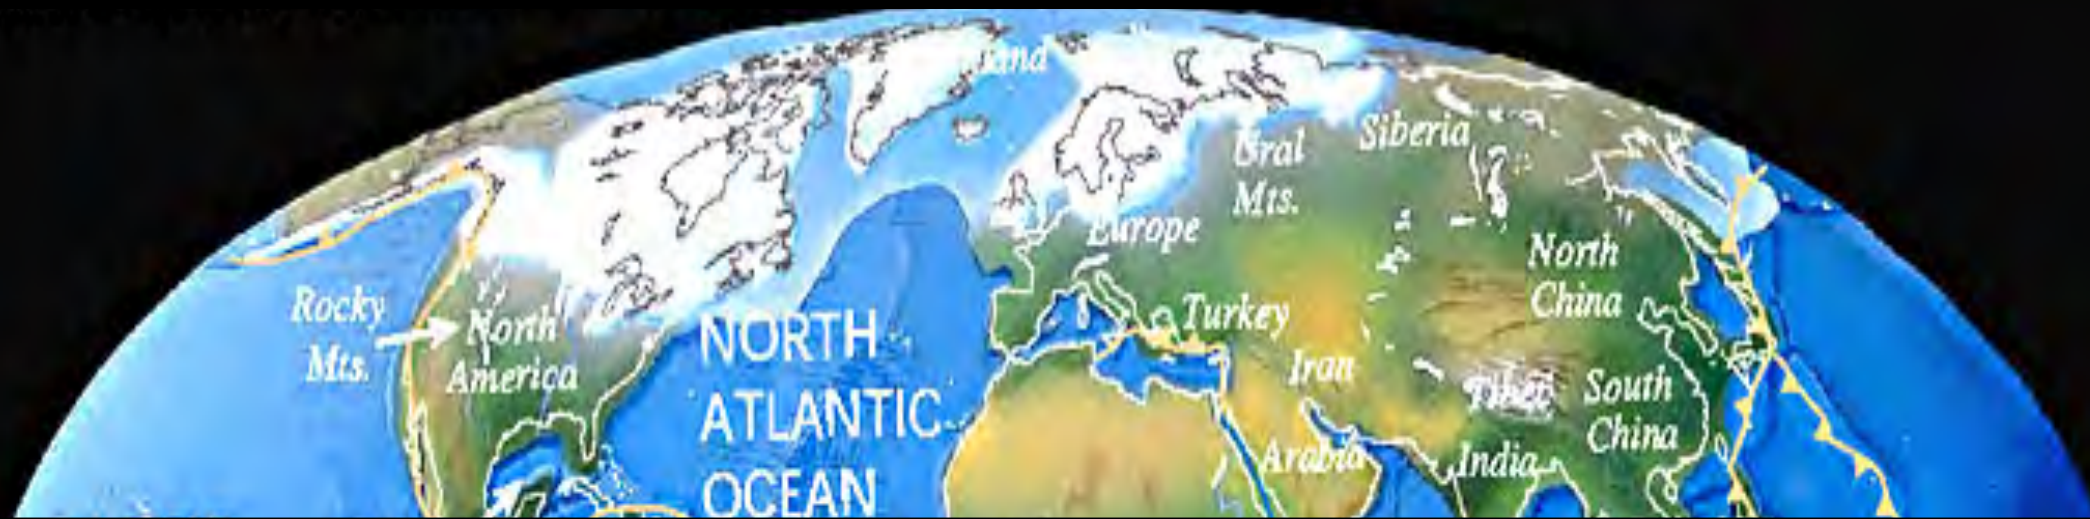 Ural
Mts.
Siberia
Europe
North
China
Rocky
Mts.
North
America
Turkey
Iran
Tibet
South
China
NORTH
ATLANTIC
OCEAN
Arabia
India